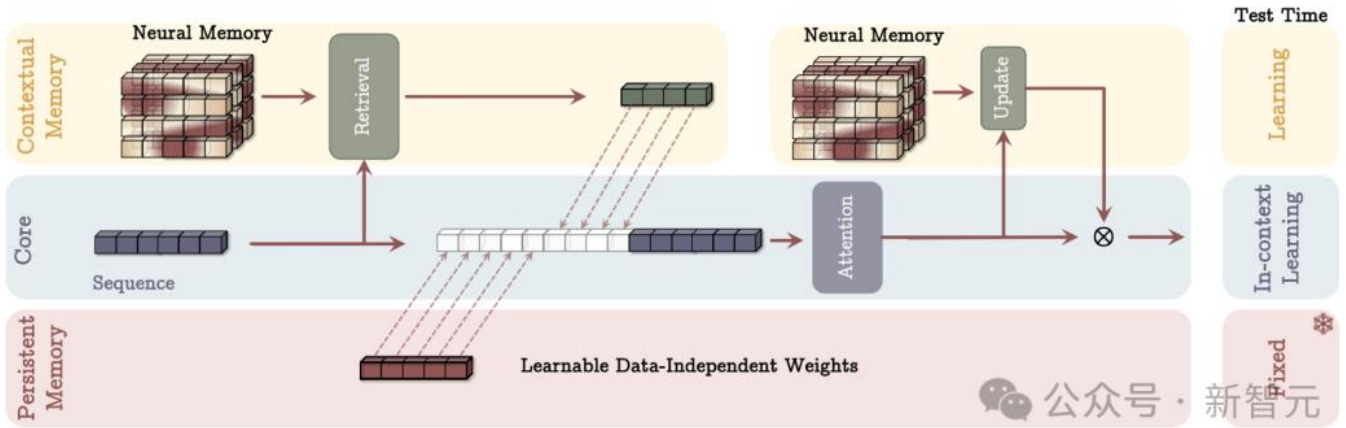 Test Time
Contextual
Memory
Neural Memory
Retrieval
Neural Memory
Update
Learning
Core
Sequence
Attention
In-context
Learning
Persistent
Memory
Learnable Data-Independent Weights
Fixed
公众号 · 新智元